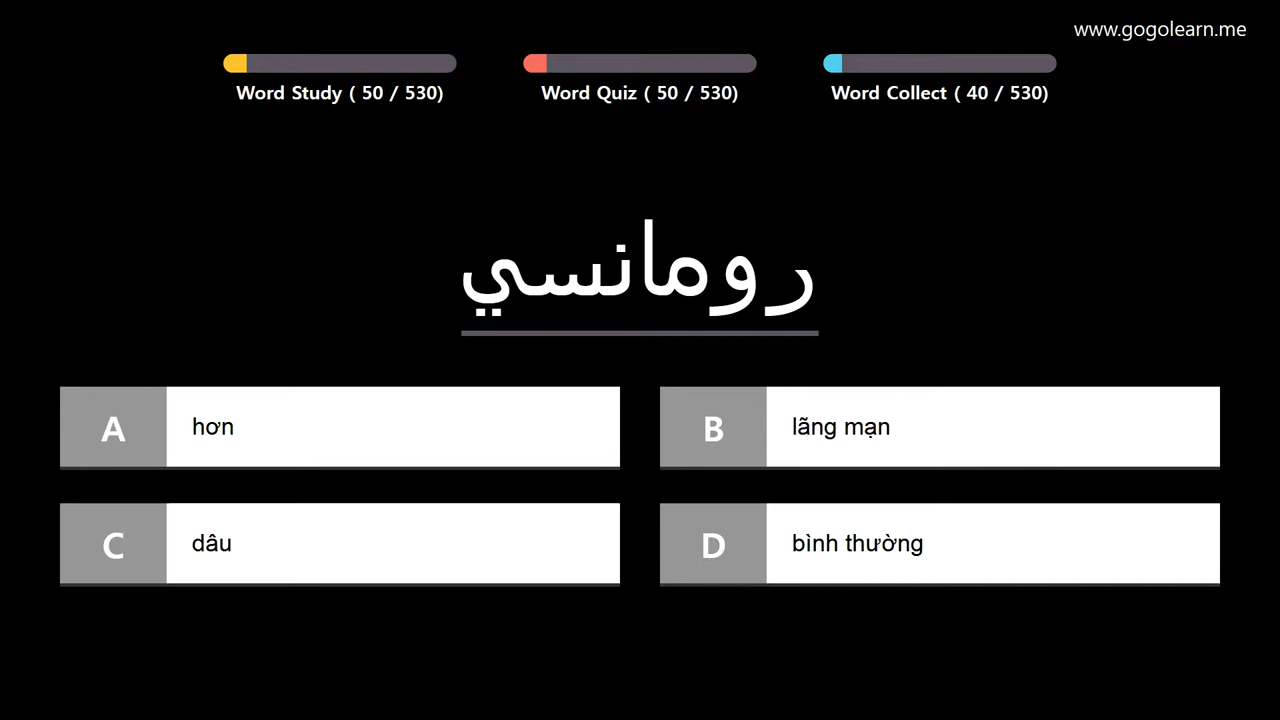 www.gogolearn.me
Word Study ( 50 / 530)
Word Quiz ( 50 / 530)
Word Collect ( 40 / 530)
رومانسي
A hơn
B lãng mạn
C dâu
D bình thường